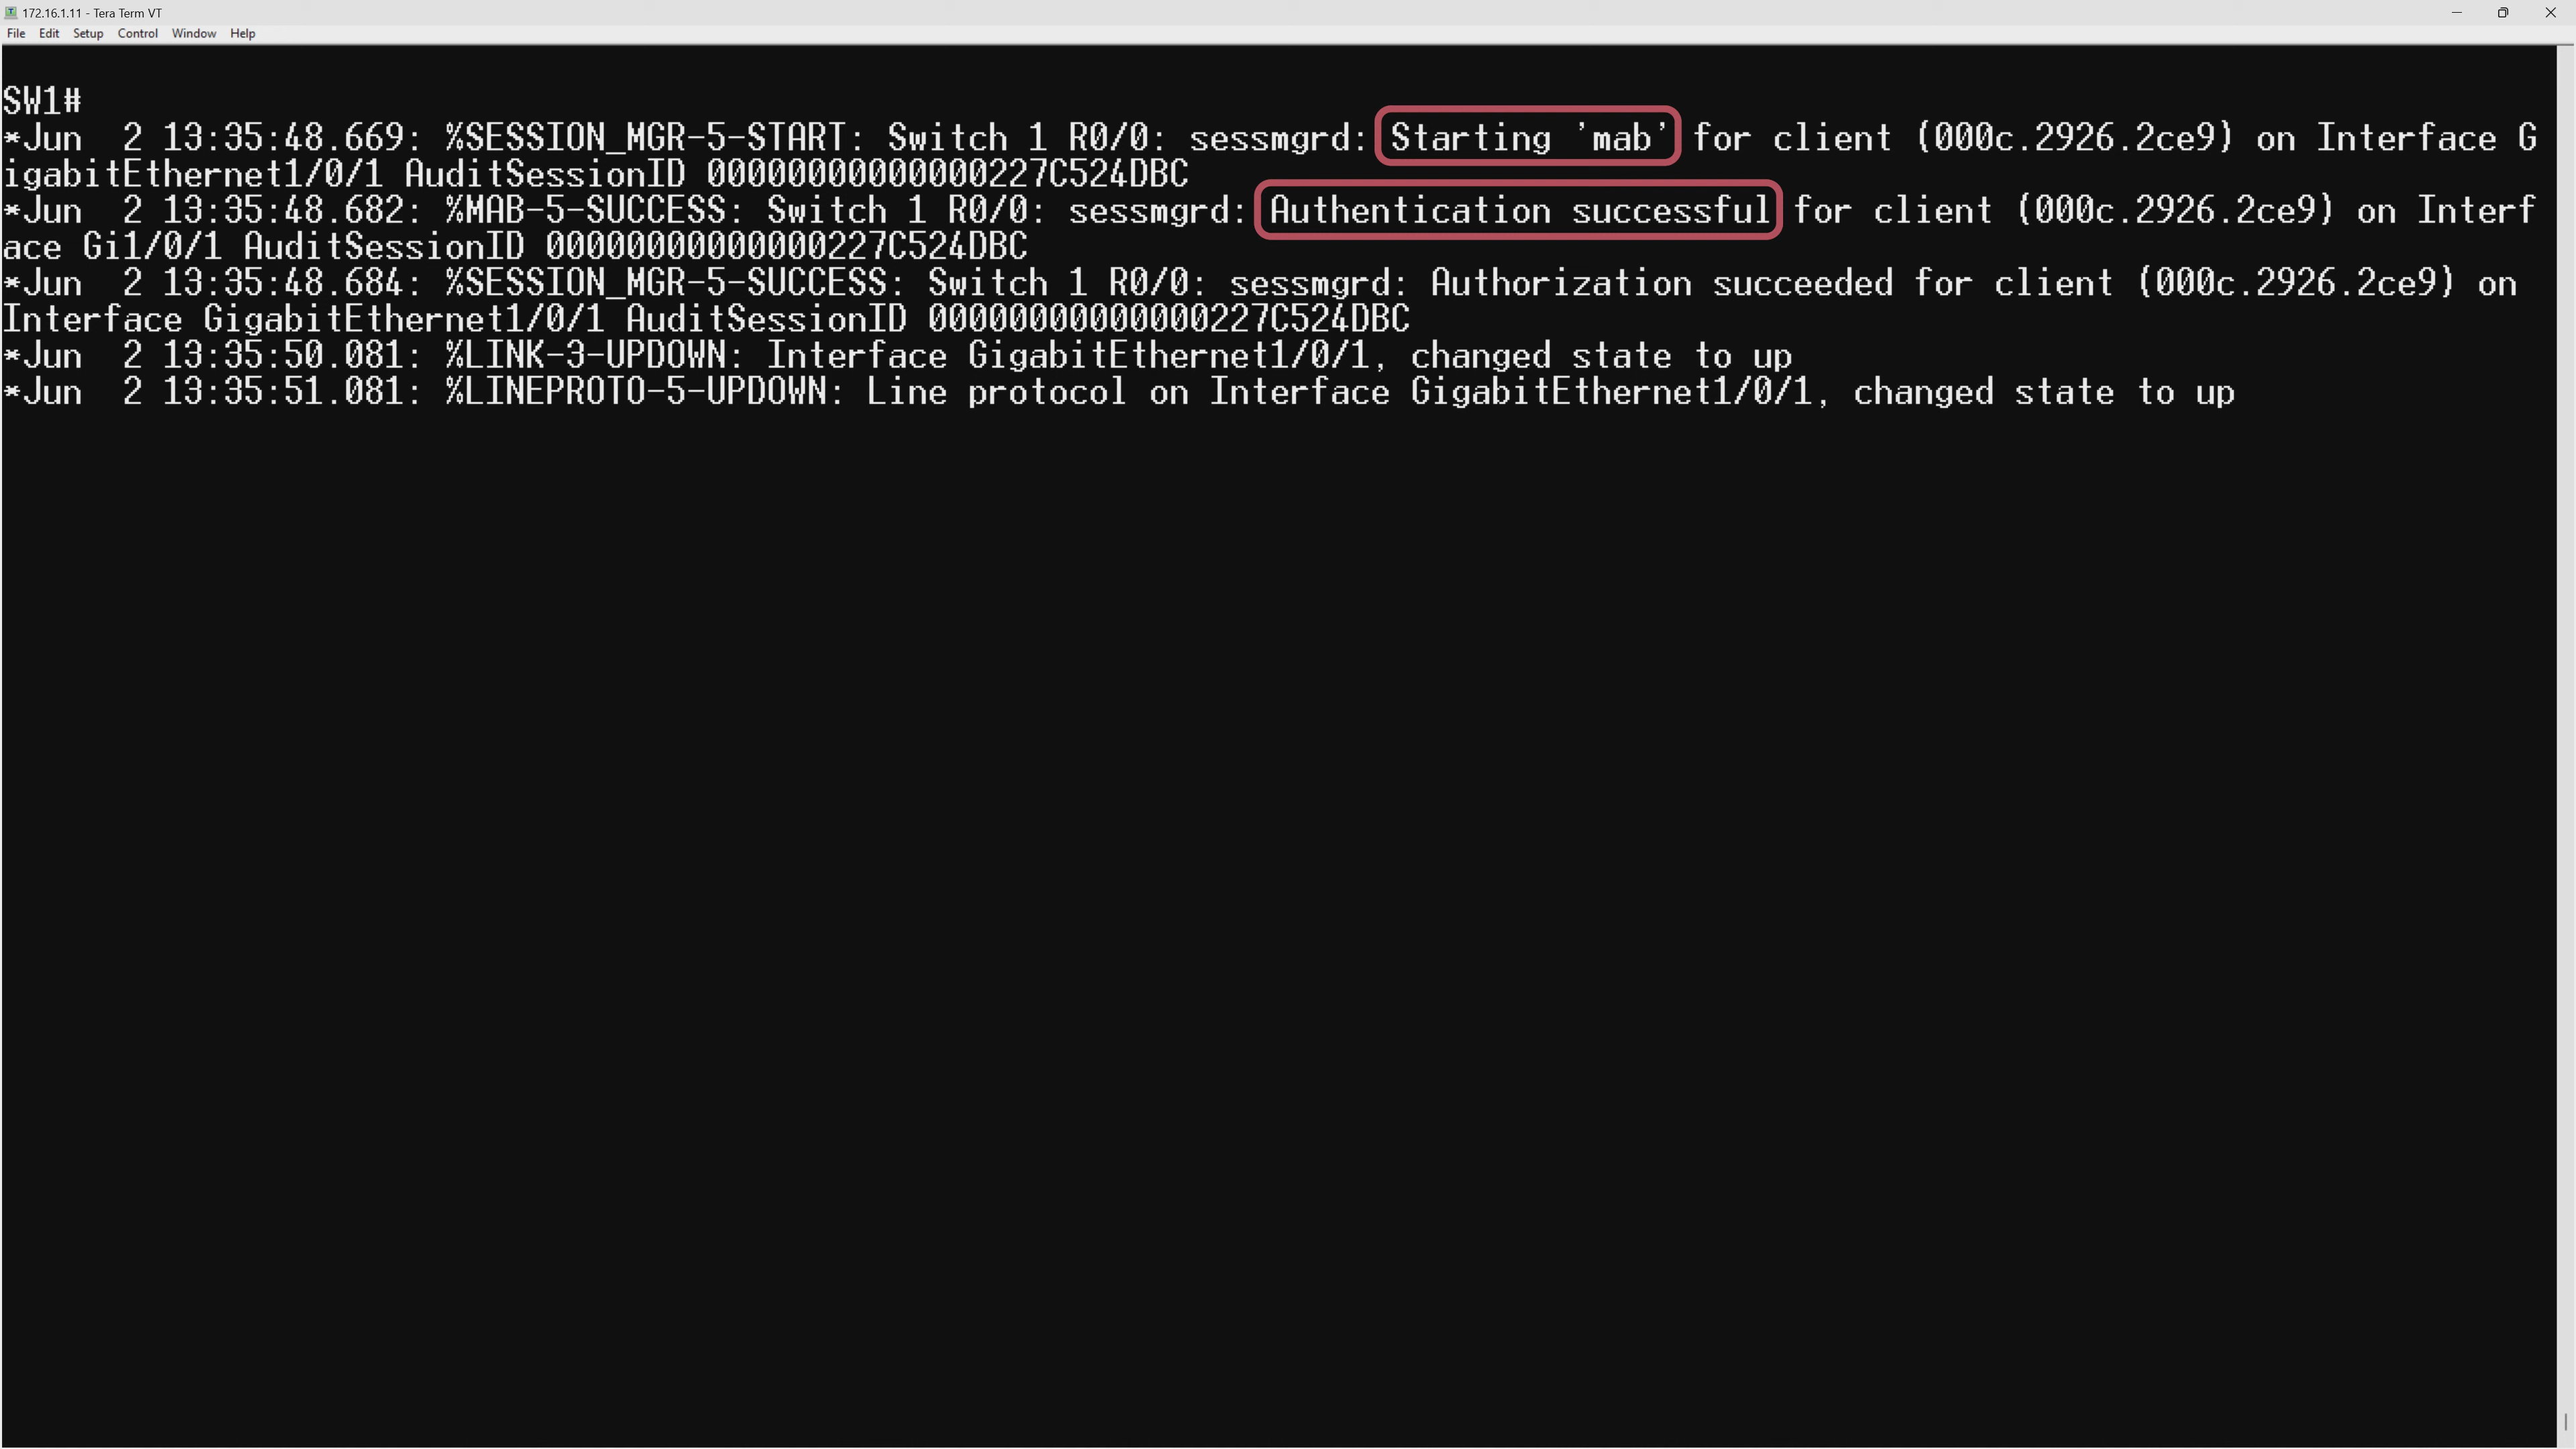 172.16.1.11 - Tera Term VT
File Edit Setup Control Window Help
SW1#
*Jun  2 13:35:48.669: %SESSION_MGR-5-START: Switch 1 R0/0: sessmgrd: Starting 'mab' for client (000c.2926.2ce9) on Interface G
igabitEthernet1/0/1 AuditSessionID 00000000000000227C524DBC
*Jun  2 13:35:48.682: %MAB-5-SUCCESS: Switch 1 R0/0: sessmgrd: Authentication successful for client (000c.2926.2ce9) on Interf
ace Gi1/0/1 AuditSessionID 00000000000000227C524DBC
*Jun  2 13:35:48.684: %SESSION_MGR-5-SUCCESS: Switch 1 R0/0: sessmgrd: Authorization succeeded for client (000c.2926.2ce9) on
Interface GigabitEthernet1/0/1 AuditSessionID 00000000000000227C524DBC
*Jun  2 13:35:50.081: %LINK-3-UPDOWN: Interface GigabitEthernet1/0/1, changed state to up
*Jun  2 13:35:51.081: %LINEPROTO-5-UPDOWN: Line protocol on Interface GigabitEthernet1/0/1, changed state to up